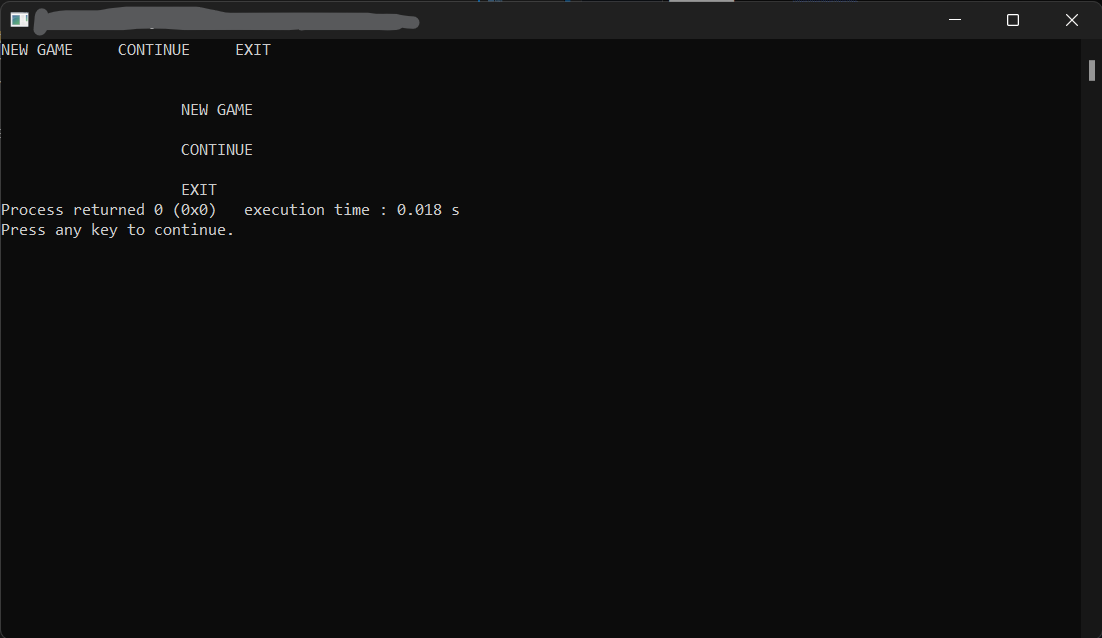 NEW GAME     CONTINUE     EXIT
NEW GAME
CONTINUE
EXIT
Process returned 0 (0x0)   execution time : 0.018 s
Press any key to continue.